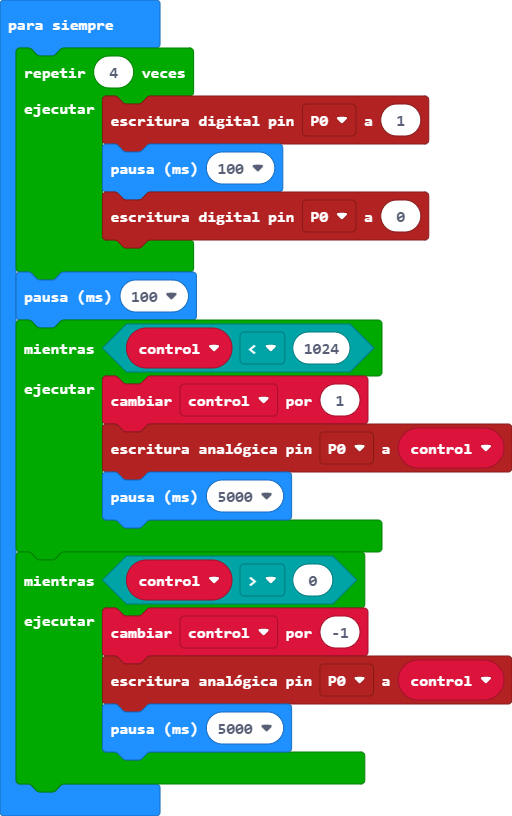 para siempre
repetir 4 veces
ejecutar
escritura digital pin P0 a 1
pausa (ms) 100
escritura digital pin P0 a 0
pausa (ms) 100
mientras control < 1024
ejecutar
cambiar control por 1
escritura analógica pin P0 a control
pausa (ms) 5000
mientras control > 0
ejecutar
cambiar control por -1
escritura analógica pin P0 a control
pausa (ms) 5000